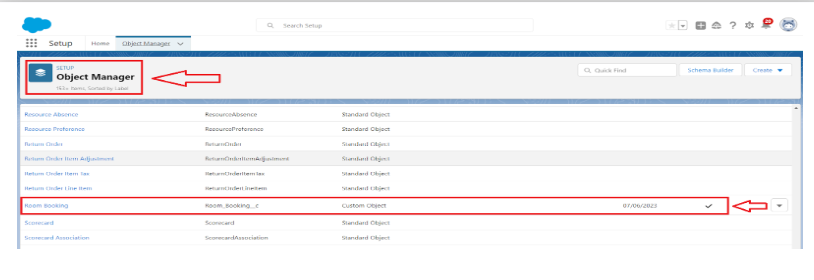 Search Setup
Setup Home Object Manager
SETUP
Object Manager
Items, Sorted by Label
Quick Find Schema Builder Create
Resource Absence ResourceAbsence Standard Object
Resource Preference ResourcePreference Standard Object
Return Order ReturnOrder Standard Object
Return Order Item Adjustment ReturnOrderItemAdjustment Standard Object
Return Order Item Tax ReturnOrderItemTax Standard Object
Return Order Line Item ReturnOrderLineItem Standard Object
Room Booking Room_Booking__c Custom Object 07/06/2023
Scorecard Scorecard Standard Object
Scorecard Association ScorecardAssociation Standard Object